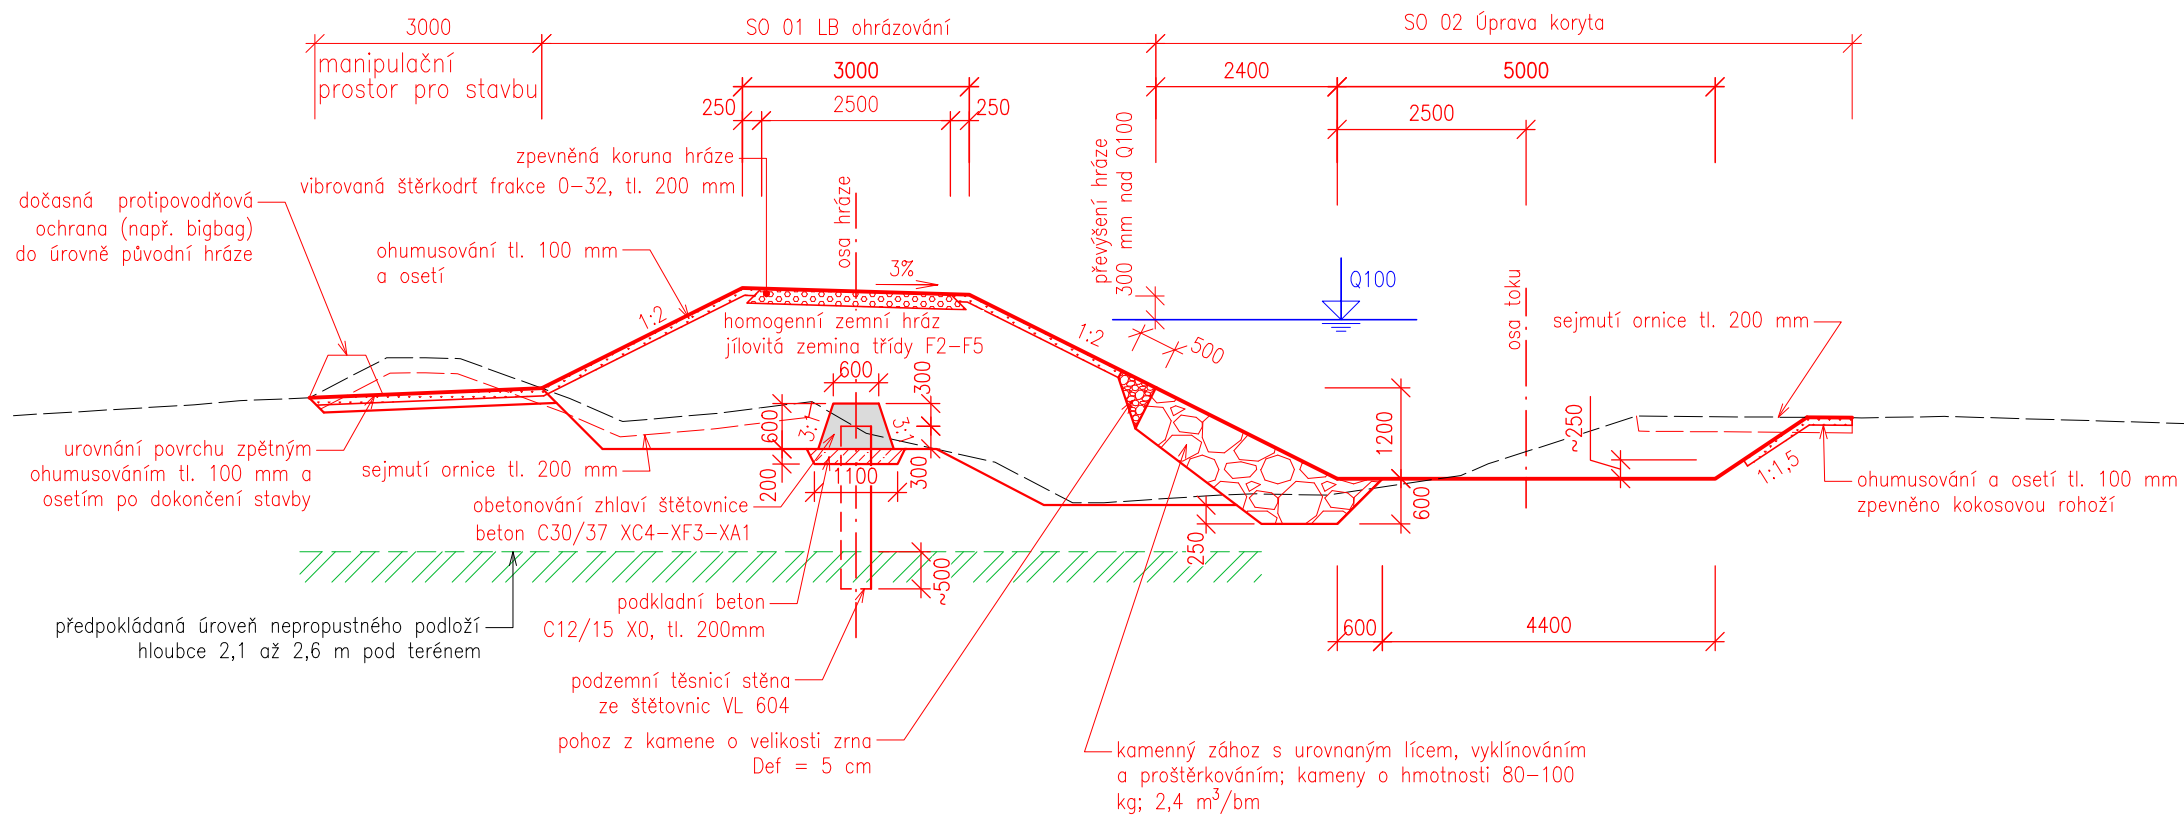 3000
SO 01 LB ohrázování
SO 02 Úprava koryta
manipulační
prostor pro stavbu
3000
2400
5000
250
2500
250
2500
zpevněná koruna hráze
vibrovaná štěrkodrť frakce 0-32, tl. 200 mm
převýšení hráze
300 mm nad Q100
dočasná protipovodňová
ochrana (např. bigbag)
do úrovně původní hráze
ohumusování tl. 100 mm
a osetí
osa hráze
3%
Q100
osa toku
1:2
homogenní zemní hráz
jílovitá zemina třídy F2-F5
1:2
500
sejmutí ornice tl. 200 mm
600
300
600
3:1
3:1
200
1100
300
1200
~250
600
1:1,5
urovnání povrchu zpětným
ohumusováním tl. 100 mm a
osetím po dokončení stavby
sejmutí ornice tl. 200 mm
obetonování zhlaví štětovnice
beton C30/37 XC4-XF3-XA1
ohumusování a osetí tl. 100 mm
zpevněno kokosovou rohoží
250
~500
předpokládaná úroveň nepropustného podloží
hloubce 2,1 až 2,6 m pod terénem
podkladní beton
C12/15 X0, tl. 200mm
600
4400
podzemní těsnicí stěna
ze štětovnic VL 604
pohoz z kamene o velikosti zrna
Def = 5 cm
kamenný zához s urovnaným lícem, vyklínováním
a proštěrkováním; kameny o hmotnosti 80-100
kg; 2,4 m³/bm